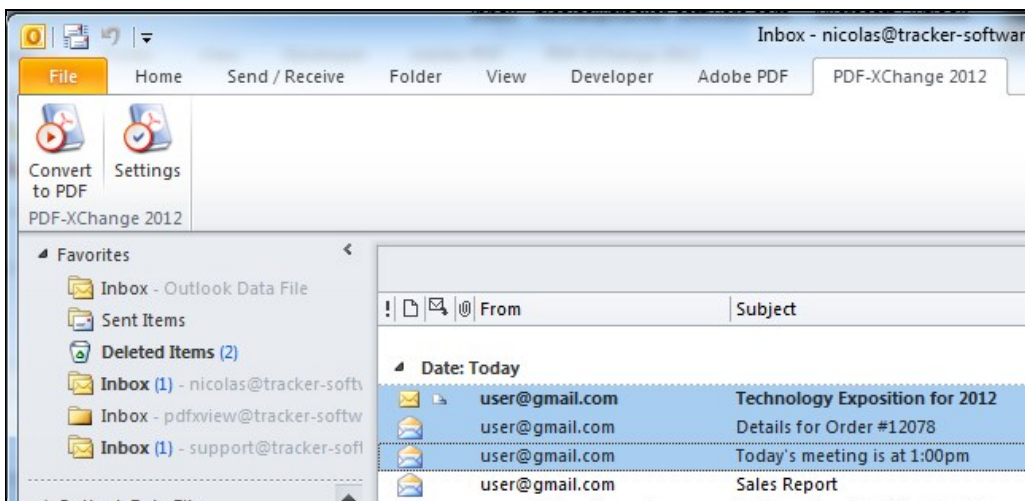 Inbox - nicolas@tracker-softwar
File Home Send / Receive Folder View Developer Adobe PDF PDF-XChange 2012
Convert to PDF
Settings
PDF-XChange 2012
Favorites
Inbox - Outlook Data File
Sent Items
Deleted Items (2)
Inbox (1) - nicolas@tracker-softw
Inbox - pdfxview@tracker-softw
Inbox (1) - support@tracker-soft
! From Subject
Date: Today
user@gmail.com Technology Exposition for 2012
user@gmail.com Details for Order #12078
user@gmail.com Today's meeting is at 1:00pm
user@gmail.com Sales Report